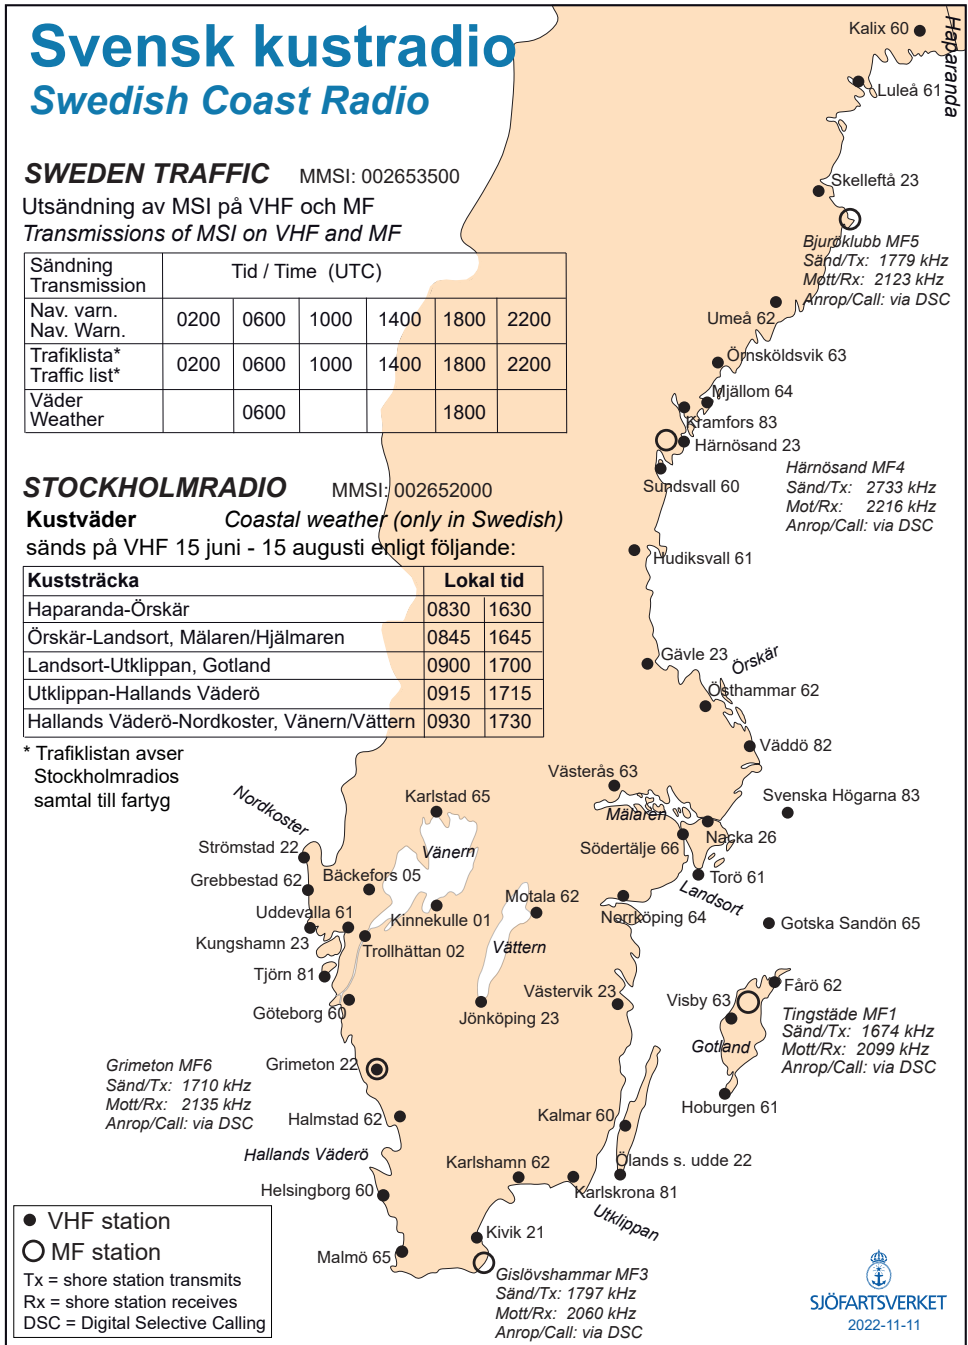 Svensk kustradio
Swedish Coast Radio
SWEDEN TRAFFIC MMSI: 002653500
Utsändning av MSI på VHF och MF
Transmissions of MSI on VHF and MF
Sändning Transmission Tid / Time (UTC)
Nav. varn. Nav. Warn. 0200 0600 1000 1400 1800 2200
Trafiklista* Traffic list* 0200 0600 1000 1400 1800 2200
Väder Weather 0600 1800
STOCKHOLMRADIO MMSI: 002652000
Kustväder Coastal weather (only in Swedish)
sänds på VHF 15 juni - 15 augusti enligt följande:
Kuststräcka Lokal tid
Haparanda-Örskär 0830 1630
Örskär-Landsort, Mälaren/Hjälmaren 0845 1645
Landsort-Utklippan, Gotland 0900 1700
Utklippan-Hallands Väderö 0915 1715
Hallands Väderö-Nordkoster, Vänern/Vättern 0930 1730
* Trafiklistan avser
Stockholmradios
samtal till fartyg
Haparanda
Kalix 60
Luleå 61
Skellefteå 23
Bjuröklubb MF5
Sänd/Tx: 1779 kHz
Mott/Rx: 2123 kHz
Anrop/Call: via DSC
Umeå 62
Örnsköldsvik 63
Mjällom 64
Kramfors 83
Härnösand 23
Sundsvall 60
Härnösand MF4
Sänd/Tx: 2733 kHz
Mot/Rx: 2216 kHz
Anrop/Call: via DSC
Hudiksvall 61
Gävle 23
Örskär
Östhammar 62
Väddö 82
Västerås 63
Svenska Högarna 83
Mälaren
Nacka 26
Södertälje 66
Torö 61
Landsort
Norrköping 64
Gotska Sandön 65
Nordkoster
Karlstad 65
Strömstad 22
Vänern
Grebbestad 62
Bäckefors 05
Motala 62
Uddevalla 61
Kinnekulle 01
Kungshamn 23
Trollhättan 02
Vättern
Tjörn 81
Göteborg 60
Jönköping 23
Västervik 23
Visby 63
Fårö 62
Tingstäde MF1
Sänd/Tx: 1674 kHz
Mott/Rx: 2099 kHz
Anrop/Call: via DSC
Gotland
Hoburgen 61
Grimeton MF6
Sänd/Tx: 1710 kHz
Mott/Rx: 2135 kHz
Anrop/Call: via DSC
Grimeton 22
Halmstad 62
Kalmar 60
Hallands Väderö
Karlshamn 62
Ölands s. udde 22
Helsingborg 60
Karlskrona 81
Utklippan
Kivik 21
Malmö 65
Gislövshammar MF3
Sänd/Tx: 1797 kHz
Mott/Rx: 2060 kHz
Anrop/Call: via DSC
VHF station
MF station
Tx = shore station transmits
Rx = shore station receives
DSC = Digital Selective Calling
SJÖFARTSVERKET
2022-11-11